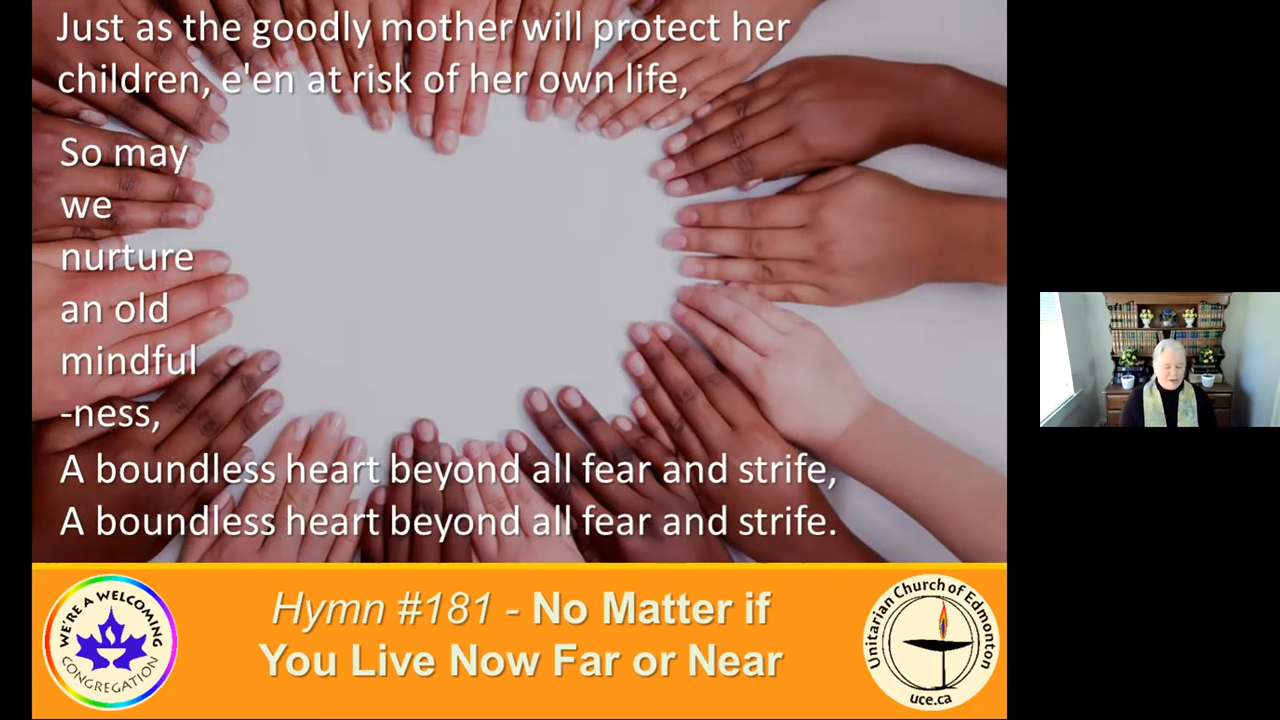 Just as the goodly mother will protect her
children, e'en at risk of her own life,
So may
we
nurture
an old
mindful
-ness,
A boundless heart beyond all fear and strife,
A boundless heart beyond all fear and strife.
WE'RE A WELCOMING
CONGREGATION
Hymn #181 - No Matter if
You Live Now Far or Near
Unitarian Church of Edmonton
uce.ca